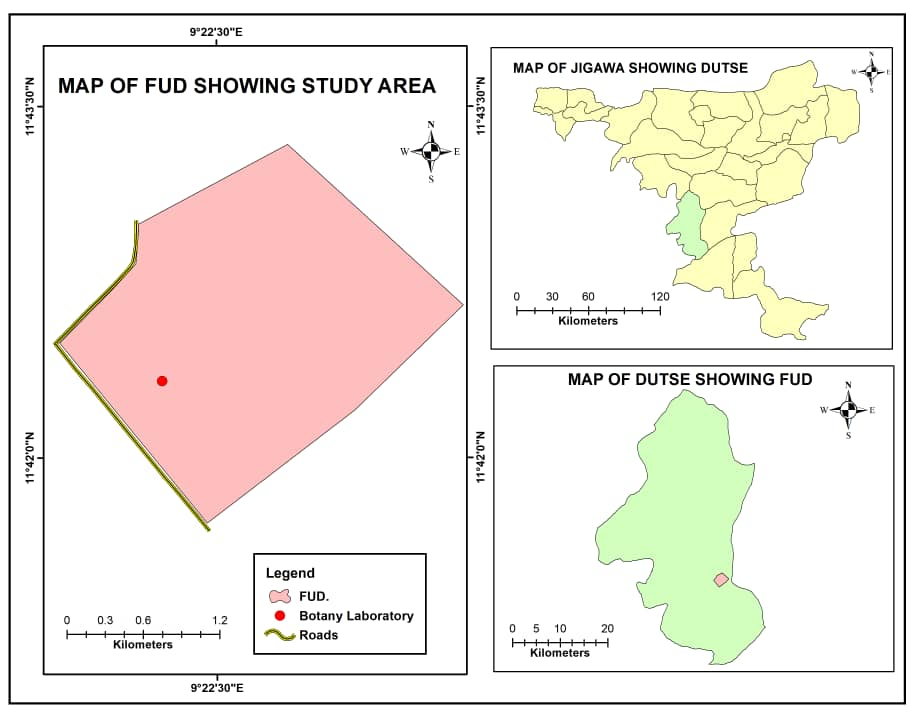 9°22'30"E
MAP OF FUD SHOWING STUDY AREA
11°43'30"N
11°43'30"N
N
W E
S
11°42'0"N
11°42'0"N
Legend
FUD.
Botany Laboratory
Roads
0 0.3 0.6 1.2
Kilometers
9°22'30"E
MAP OF JIGAWA SHOWING DUTSE
N
W E
S
0 30 60 120
Kilometers
MAP OF DUTSE SHOWING FUD
N
W E
S
0 5 10 20
Kilometers